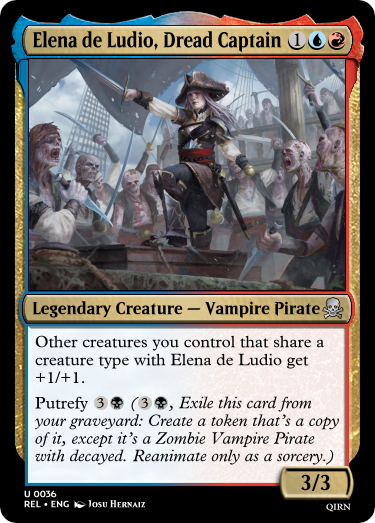 Elena de Ludio, Dread Captain 1
Legendary Creature — Vampire Pirate
Other creatures you control that share a
creature type with Elena de Ludio get
+1/+1.
Putrefy 3 (3, Exile this card from
your graveyard: Create a token that's a copy
of it, except it's a Zombie Vampire Pirate
with decayed. Reanimate only as a sorcery.)
3/3
U 0036
REL • ENG Josu Hernaiz
QIRN